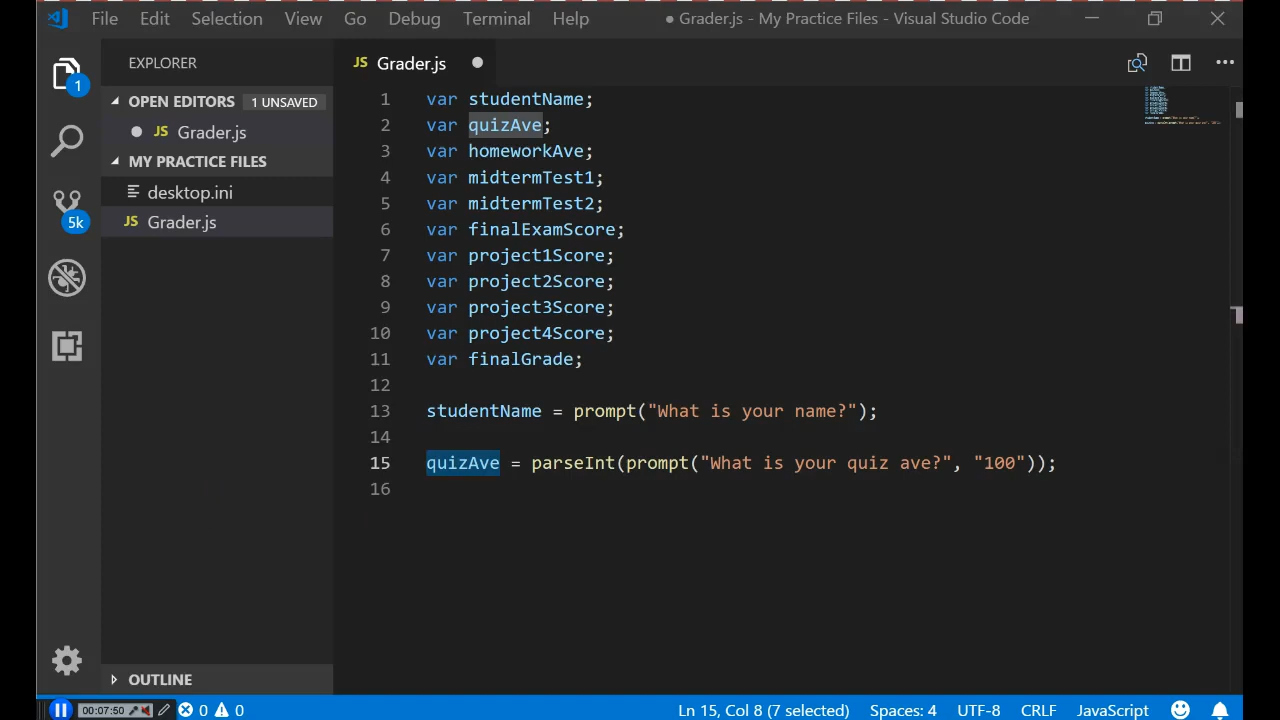 File Edit Selection View Go Debug Terminal Help ● Grader.js - My Practice Files - Visual Studio Code
EXPLORER
1
OPEN EDITORS 1 UNSAVED
JS Grader.js
MY PRACTICE FILES
desktop.ini
JS Grader.js
5k
OUTLINE
JS Grader.js
1 var studentName;
2 var quizAve;
3 var homeworkAve;
4 var midtermTest1;
5 var midtermTest2;
6 var finalExamScore;
7 var project1Score;
8 var project2Score;
9 var project3Score;
10 var project4Score;
11 var finalGrade;
12
13 studentName = prompt("What is your name?");
14
15 quizAve = parseInt(prompt("What is your quiz ave?", "100"));
16
00:07:50 0 0 Ln 15, Col 8 (7 selected) Spaces: 4 UTF-8 CRLF JavaScript